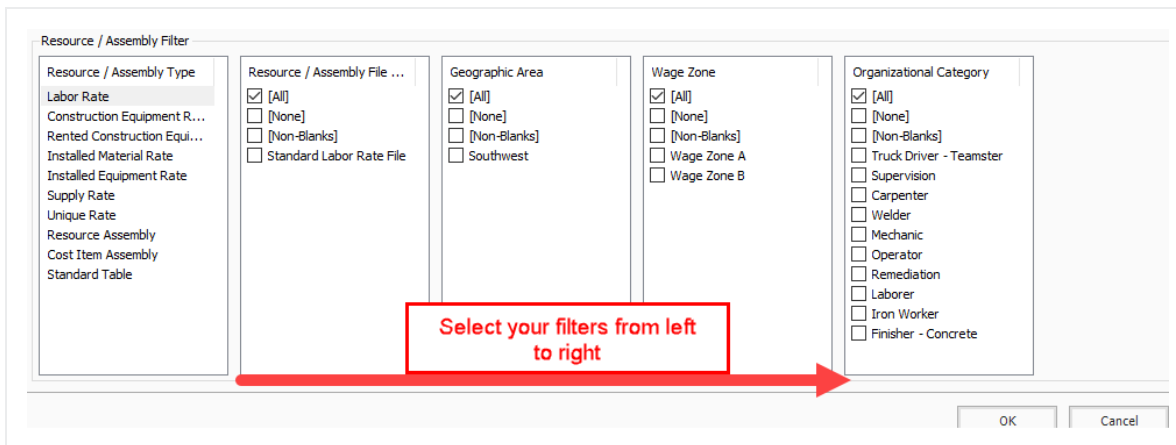 Resource / Assembly Filter
Resource / Assembly Type
Labor Rate
Construction Equipment R...
Rented Construction Equi...
Installed Material Rate
Installed Equipment Rate
Supply Rate
Unique Rate
Resource Assembly
Cost Item Assembly
Standard Table
Resource / Assembly File ...
[All]
[None]
[Non-Blanks]
Standard Labor Rate File
Geographic Area
[All]
[None]
[Non-Blanks]
Southwest
Wage Zone
[All]
[None]
[Non-Blanks]
Wage Zone A
Wage Zone B
Organizational Category
[All]
[None]
[Non-Blanks]
Truck Driver - Teamster
Supervision
Carpenter
Welder
Mechanic
Operator
Remediation
Laborer
Iron Worker
Finisher - Concrete
Select your filters from left
to right
OK
Cancel